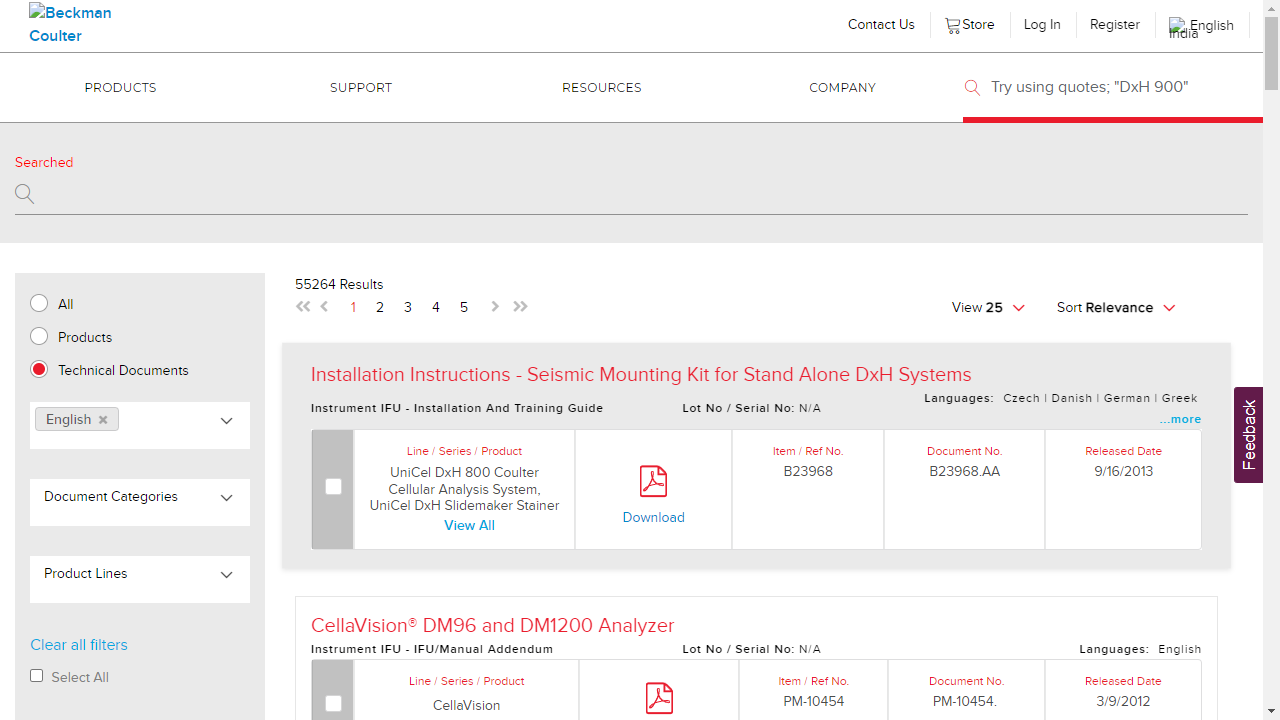 Beckman
Coulter
Contact Us
Store
Log In
Register
English
India
PRODUCTS
SUPPORT
RESOURCES
COMPANY
Try using quotes; "DxH 900"
Searched
All
Products
Technical Documents
English
Document Categories
Product Lines
Clear all filters
Select All
55264 Results
1 2 3 4 5
View 25
Sort Relevance
Installation Instructions - Seismic Mounting Kit for Stand Alone DxH Systems
Instrument IFU - Installation And Training Guide
Lot No / Serial No: N/A
Languages: Czech | Danish | German | Greek
...more
Line / Series / Product
UniCel DxH 800 Coulter
Cellular Analysis System,
UniCel DxH Slidemaker Stainer
View All
Download
Item / Ref No.
B23968
Document No.
B23968.AA
Released Date
9/16/2013
CellaVision® DM96 and DM1200 Analyzer
Instrument IFU - IFU/Manual Addendum
Lot No / Serial No: N/A
Languages: English
Line / Series / Product
CellaVision
Item / Ref No.
PM-10454
Document No.
PM-10454.
Released Date
3/9/2012
Feedback